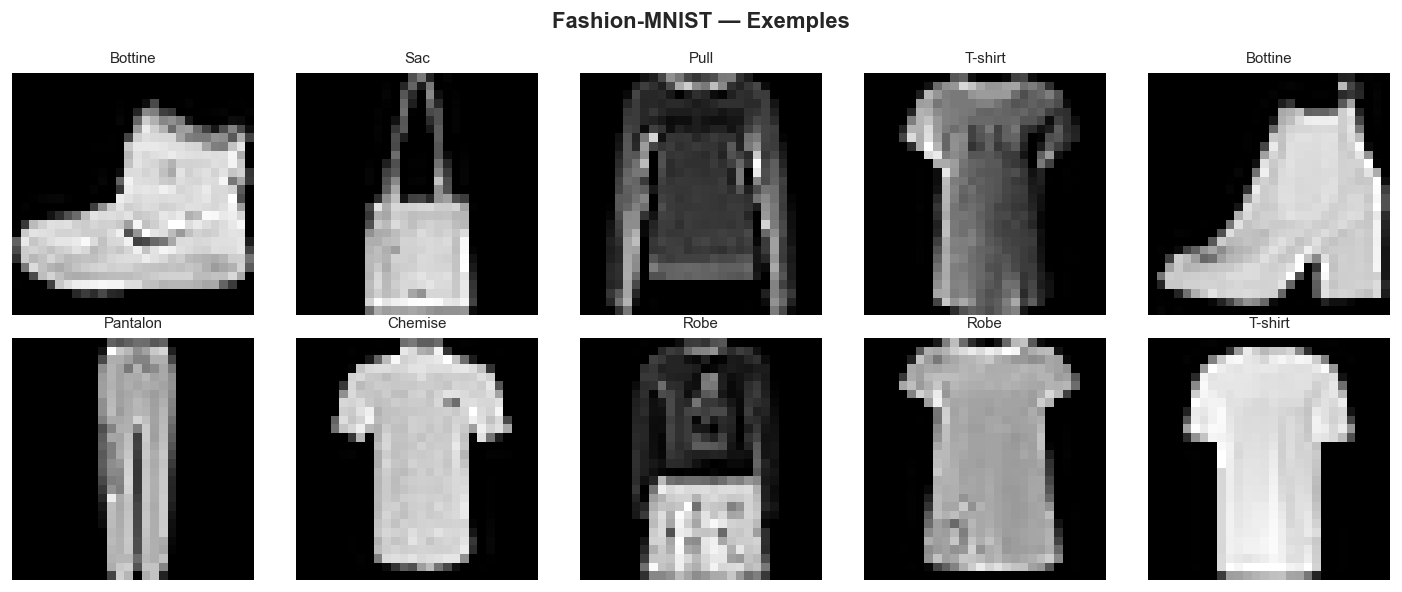 Fashion-MNIST — Exemples
Bottine
Sac
Pull
T-shirt
Bottine
Pantalon
Chemise
Robe
Robe
T-shirt